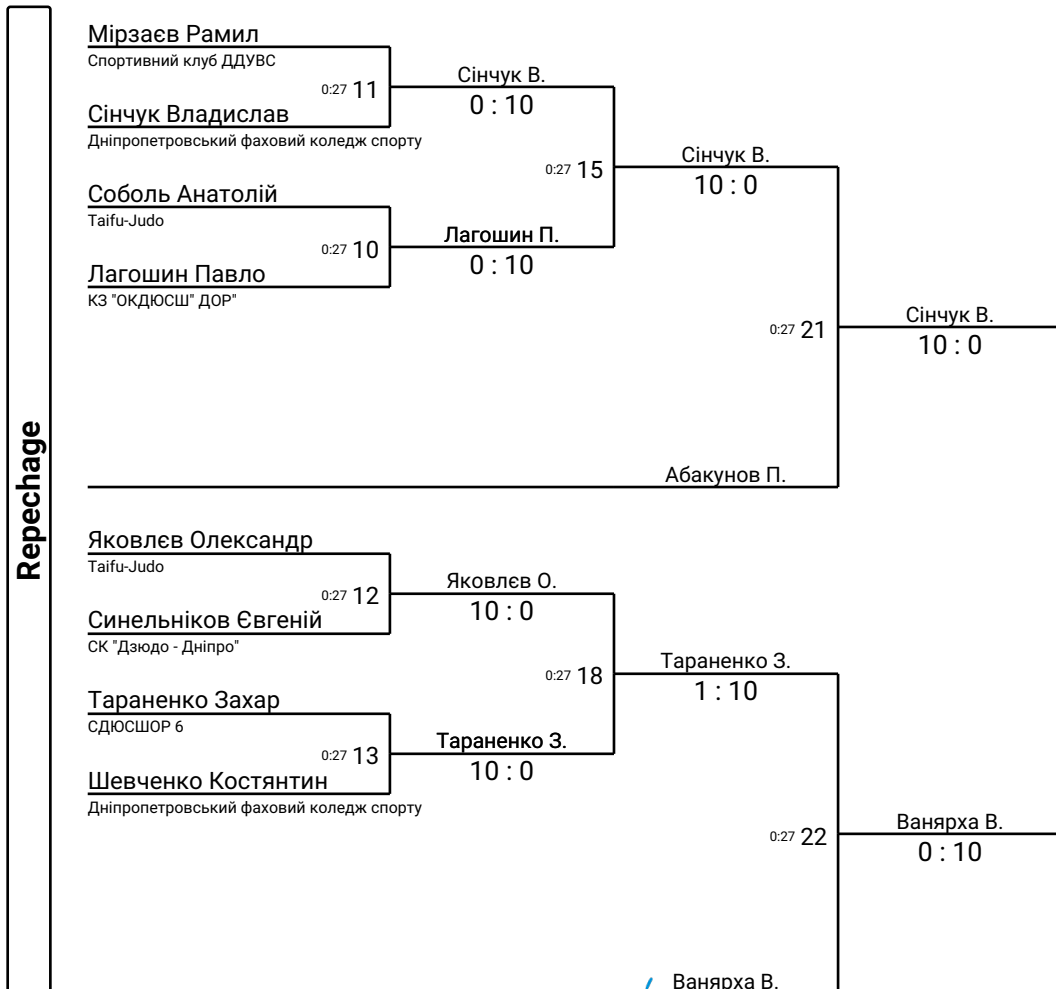 Repechage
Мірзаєв Рамил
Спортивний клуб ДДУВС
0:27 11
Сінчук Владислав
Дніпропетровський фаховий коледж спорту
Сінчук В.
0 : 10
Соболь Анатолій
Taifu-Judo
0:27 10
Лагошин Павло
КЗ "ОКДЮСШ" ДОР"
Лагошин П.
0 : 10
0:27 15
Сінчук В.
10 : 0
0:27 21
Сінчук В.
10 : 0
Абакунов П.
Яковлєв Олександр
Taifu-Judo
0:27 12
Синельніков Євгеній
СК "Дзюдо - Дніпро"
Яковлєв О.
10 : 0
Тараненко Захар
СДЮСШОР 6
0:27 13
Шевченко Костянтин
Дніпропетровський фаховий коледж спорту
Тараненко З.
10 : 0
0:27 18
Тараненко З.
1 : 10
0:27 22
Ванярха В.
0 : 10
Ванярха В.